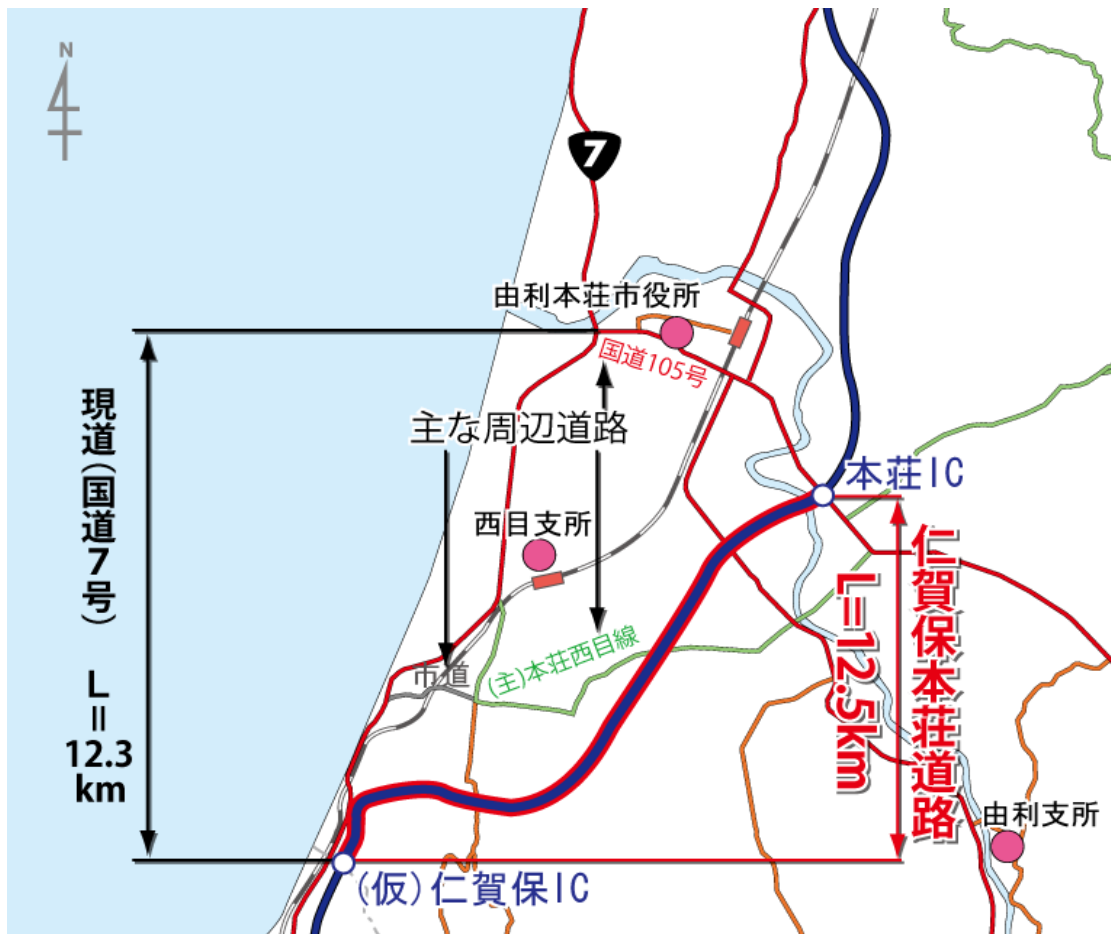 N
7
由利本荘市役所
国道105号
主な周辺道路
本荘IC
西目支所
現道(国道7号) L=12.3km
仁賀保本荘道路
L=12.5km
(主)本荘西目線
市道
由利支所
(仮)仁賀保IC